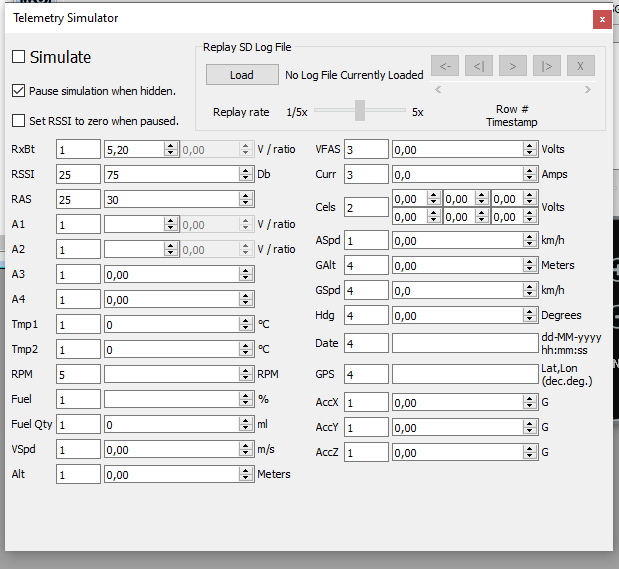 Telemetry Simulator
x
Simulate
Pause simulation when hidden.
Set RSSI to zero when paused.
Replay SD Log File
Load No Log File Currently Loaded
<- <| > |> X
< >
Replay rate 1/5x 5x
Row #
Timestamp
RxBt 1 5,20 0,00 V / ratio
RSSI 25 75 Db
RAS 25 30
A1 1 0,00 V / ratio
A2 1 0,00 V / ratio
A3 1 0,00
A4 1 0,00
Tmp1 1 0 °C
Tmp2 1 0 °C
RPM 5 RPM
Fuel 1 %
Fuel Qty 1 0 ml
VSpd 1 0,00 m/s
Alt 1 0,00 Meters
VFAS 3 0,00 Volts
Curr 3 0,0 Amps
Cels 2 0,00 0,00 0,00 Volts
0,00 0,00 0,00
ASpd 1 0,00 km/h
GAlt 4 0,00 Meters
GSpd 4 0,0 km/h
Hdg 4 0,00 Degrees
Date 4 dd-MM-yyyy
hh:mm:ss
GPS 4 Lat,Lon
(dec.deg.)
AccX 1 0,00 G
AccY 1 0,00 G
AccZ 1 0,00 G